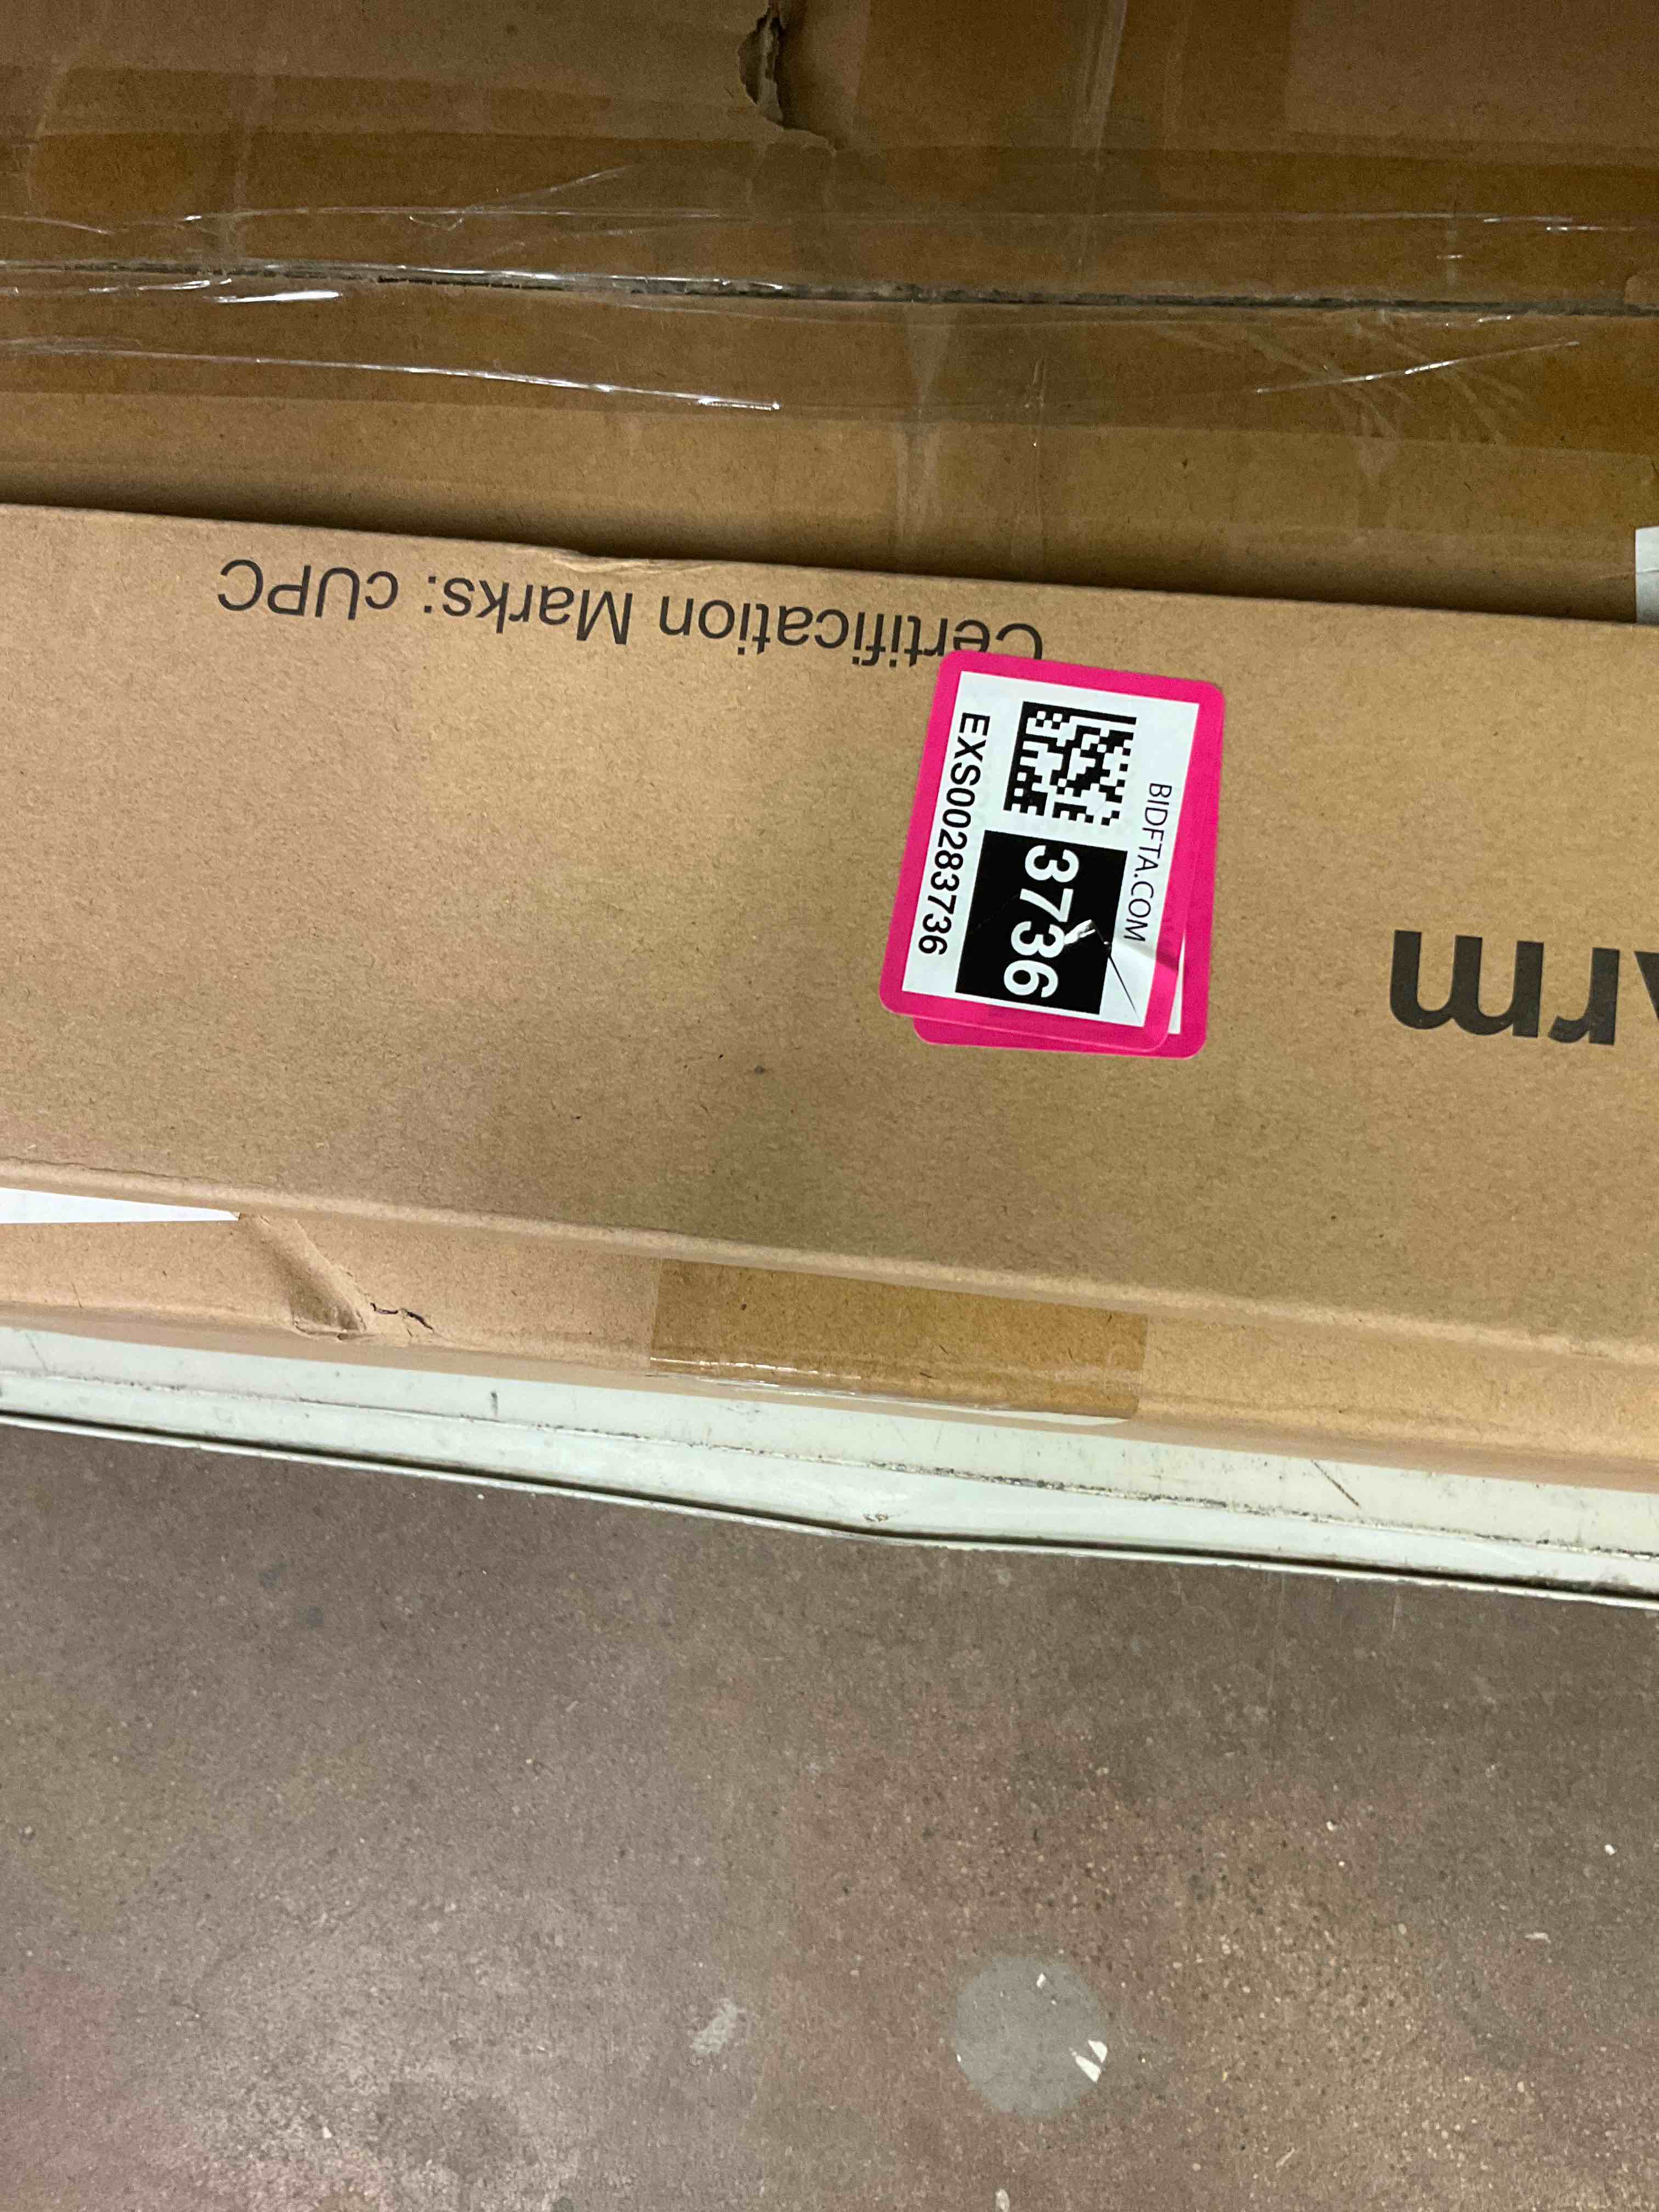 Certification Marks: cUPC
BIDFTA.COM
3736
EXS00283736
Arm